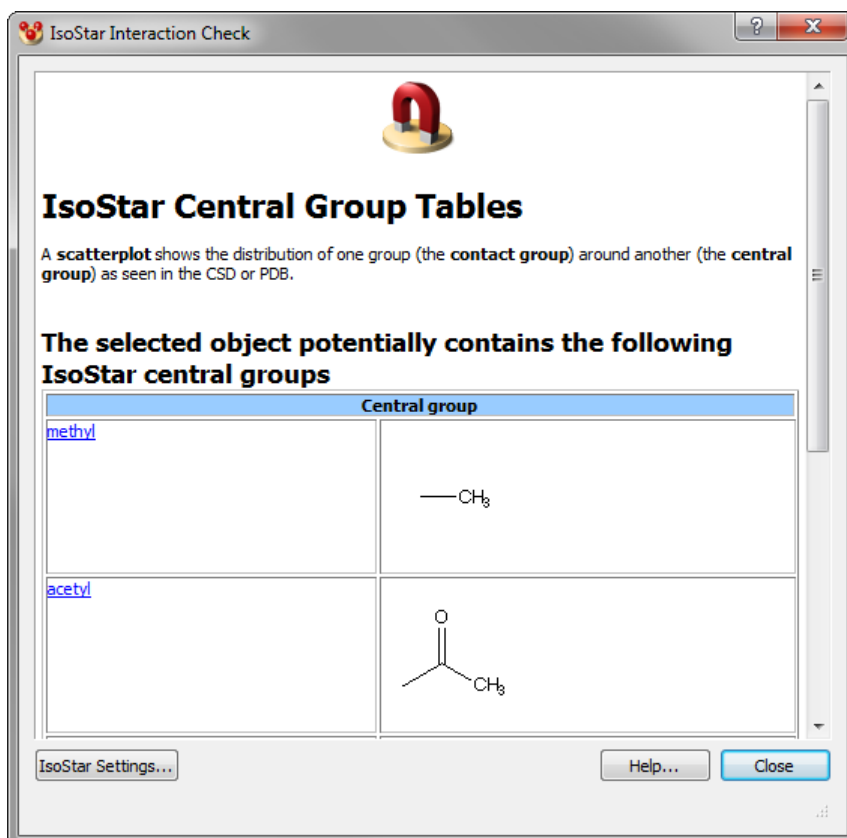 IsoStar Interaction Check
IsoStar Central Group Tables
A scatterplot shows the distribution of one group (the contact group) around another (the central
group) as seen in the CSD or PDB.
The selected object potentially contains the following
IsoStar central groups
Central group
methyl
CH₃
acetyl
O
CH₃
IsoStar Settings...
Help...
Close